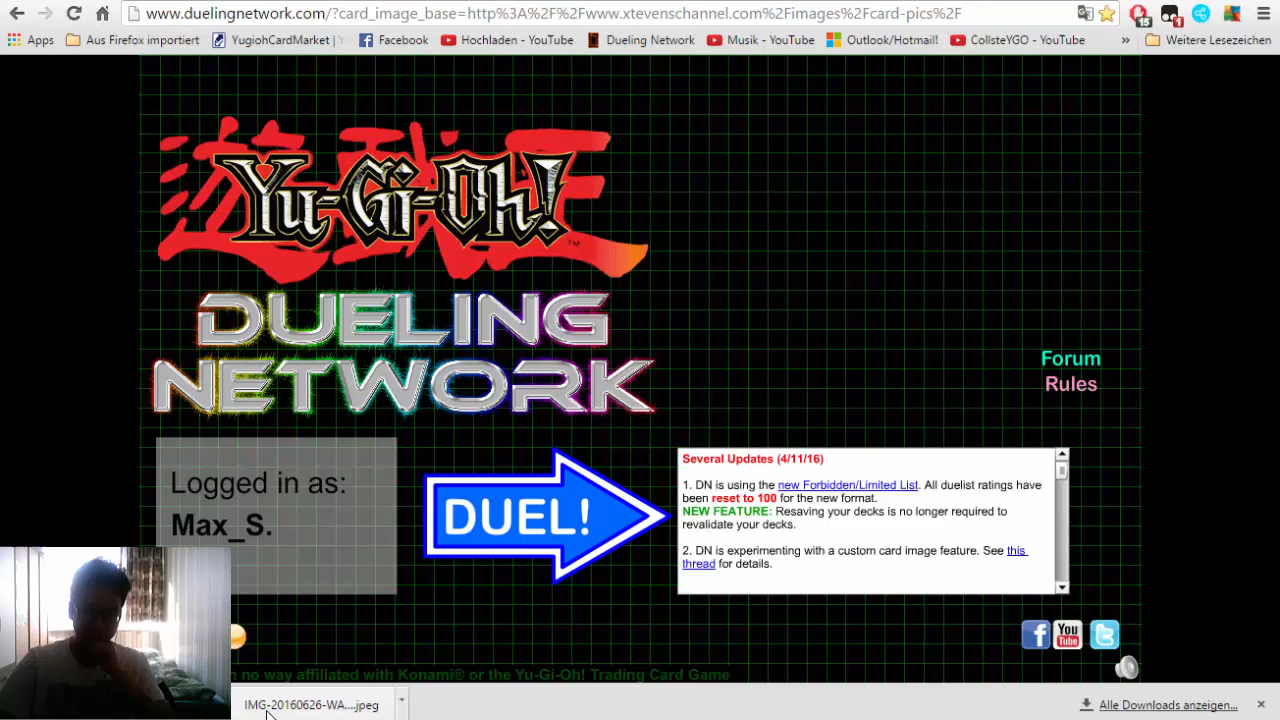 www.duelingnetwork.com/?card_image_base=http%3A%2F%2Fwww.xtevenschannel.com%2Fimages%2Fcard-pics%2F
15
1
Apps
Aus Firefox importiert
YugiohCardMarket |
Facebook
Hochladen - YouTube
Dueling Network
Musik - YouTube
Outlook/Hotmail!
CollsteYGO - YouTube
»
Weitere Lesezeichen
Yu-Gi-Oh!
TM
DUELING
NETWORK
Forum
Rules
Logged in as:
Max_S.
DUEL!
Several Updates (4/11/16)
1. DN is using the new Forbidden/Limited List. All duelist ratings have
been reset to 100 for the new format.
NEW FEATURE: Resaving your decks is no longer required to
revalidate your decks.
2. DN is experimenting with a custom card image feature. See this
thread for details.
f
You
Tube
n no way affiliated with Konami® or the Yu-Gi-Oh! Trading Card Game
IMG-20160626-WA....jpeg
Alle Downloads anzeigen...